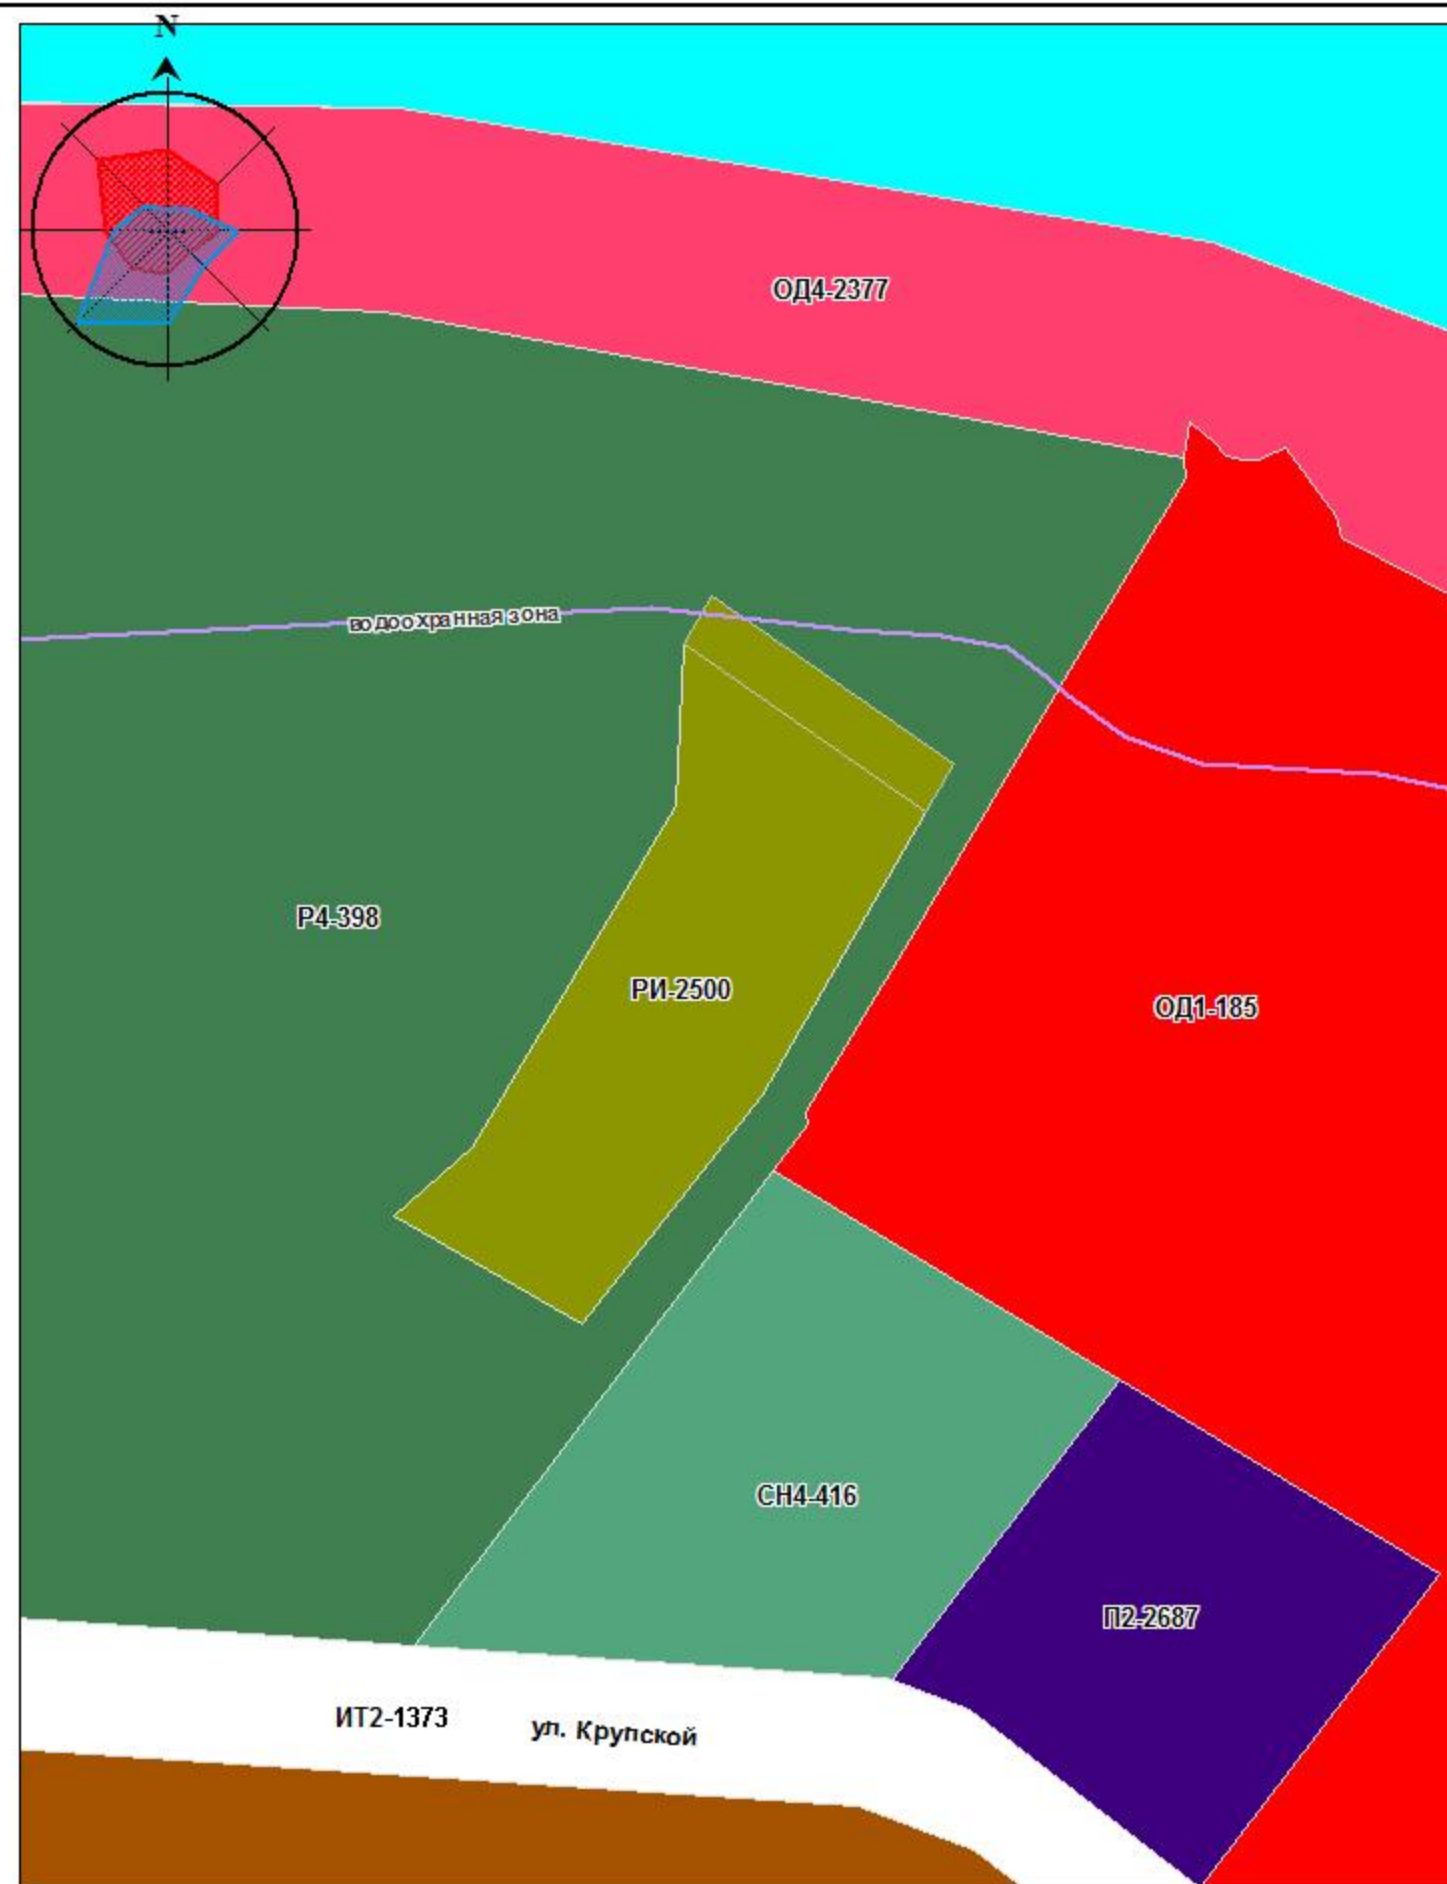 N
ОД4-2377
водоохранная зона
Р4-398
РИ-2500
ОД1-185
СН4-416
П2-2687
ИТ2-1373
ул. Крупской